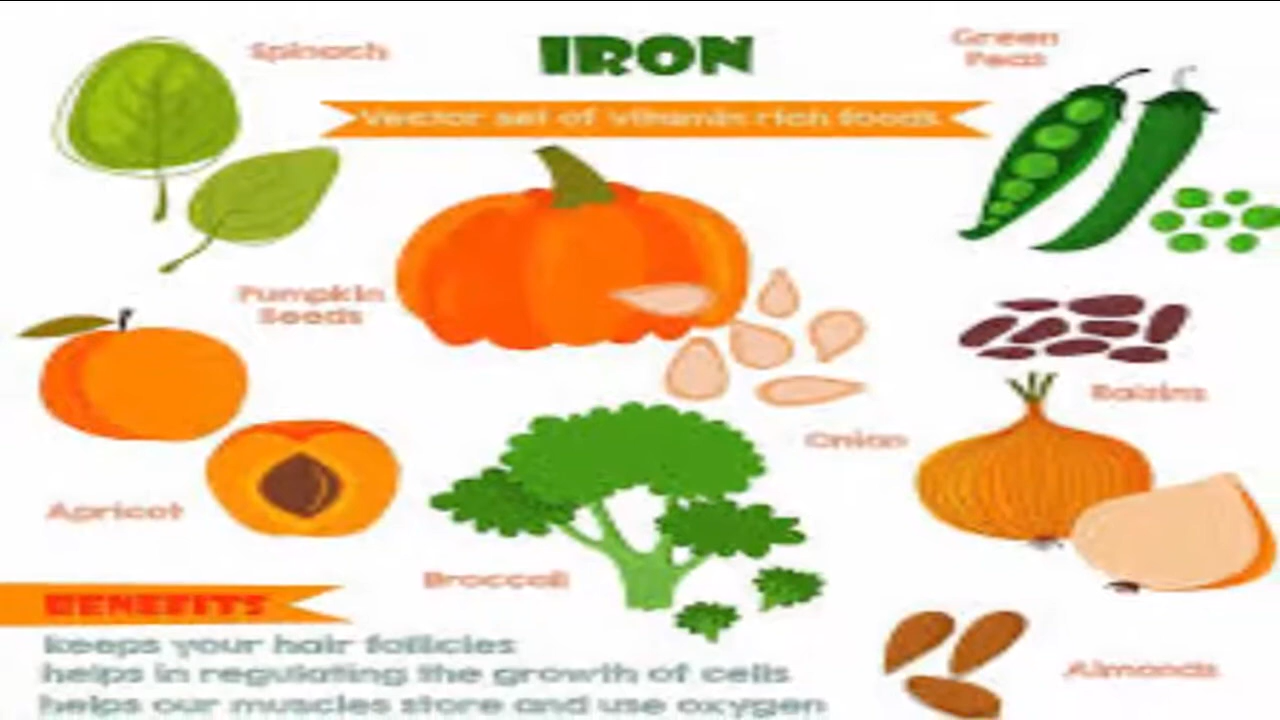 IRON
Vector set of vitamin rich foods
Spinach
Green
Peas
Pumpkin
Seeds
Raisins
Onion
Apricot
Broccoli
Almonds
BENEFITS
keeps your hair follicies
helps in regulating the growth of cells
helps our muscles store and use oxygen